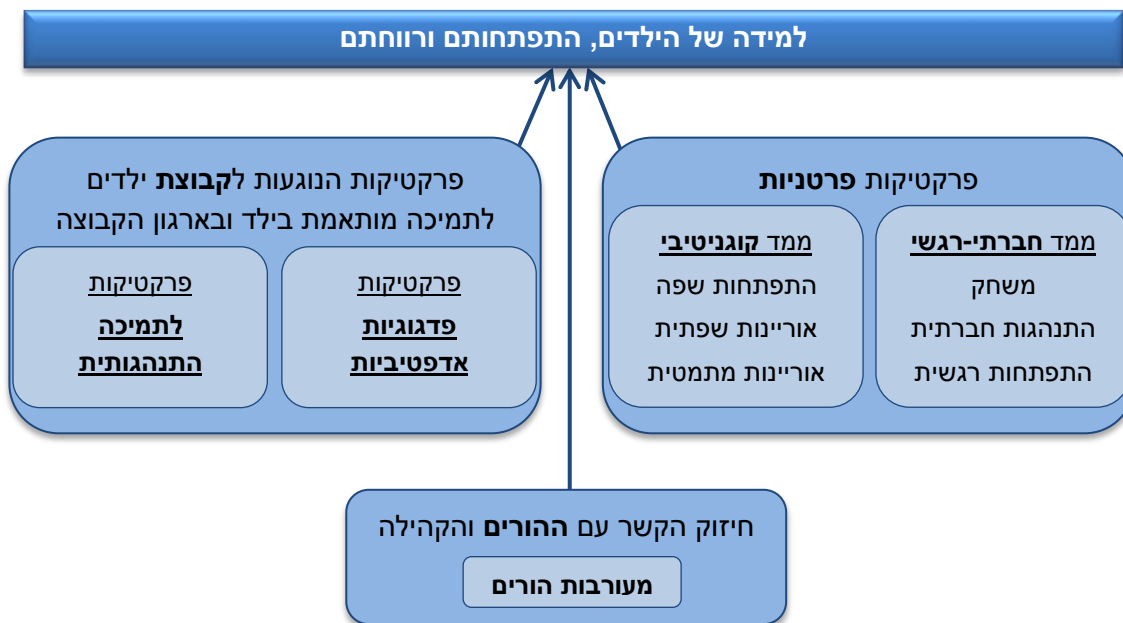 למידה של הילדים, התפתחותם ורווחתם
פרקטיקות פרטניות
ממד חברתי-רגשי
משחק
התנהגות חברתית
התפתחות רגשית
ממד קוגניטיבי
התפתחות שפה
אוריינות שפתית
אוריינות מתמטית
פרקטיקות הנוגעות לקבוצת ילדים
לתמיכה מותאמת בילד ובארגון הקבוצה
פרקטיקות
פדגוגיות
אדפטיביות
פרקטיקות
לתמיכה
התנהגותית
חיזוק הקשר עם ההורים והקהילה
מעורבות הורים